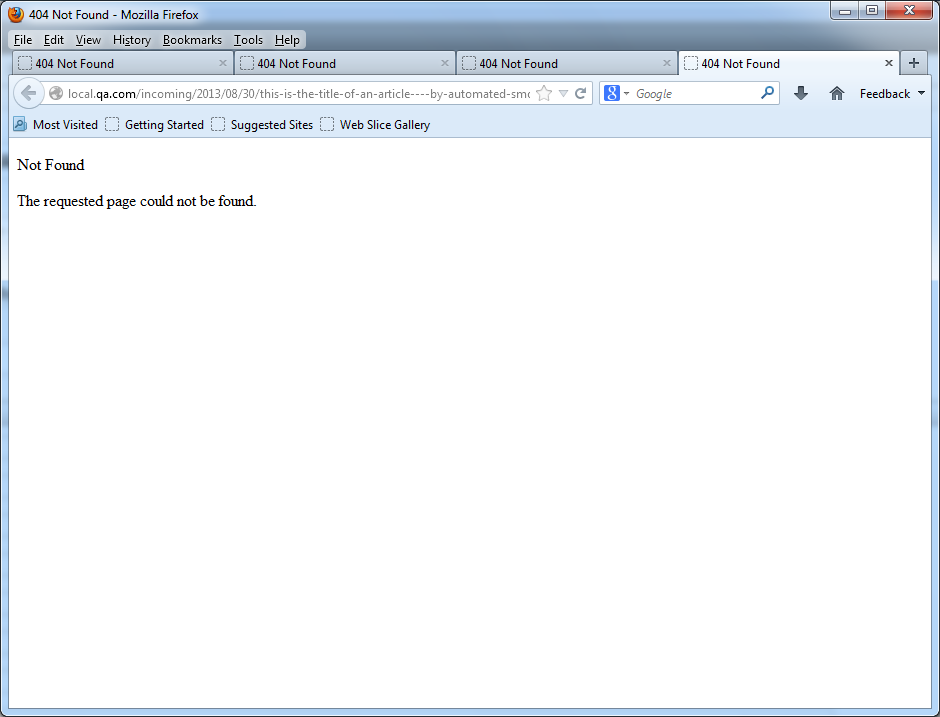 404 Not Found - Mozilla Firefox
File Edit View History Bookmarks Tools Help
404 Not Found 404 Not Found 404 Not Found 404 Not Found
local.qa.com/incoming/2013/08/30/this-is-the-title-of-an-article----by-automated-smo Google Feedback
Most Visited Getting Started Suggested Sites Web Slice Gallery
Not Found
The requested page could not be found.